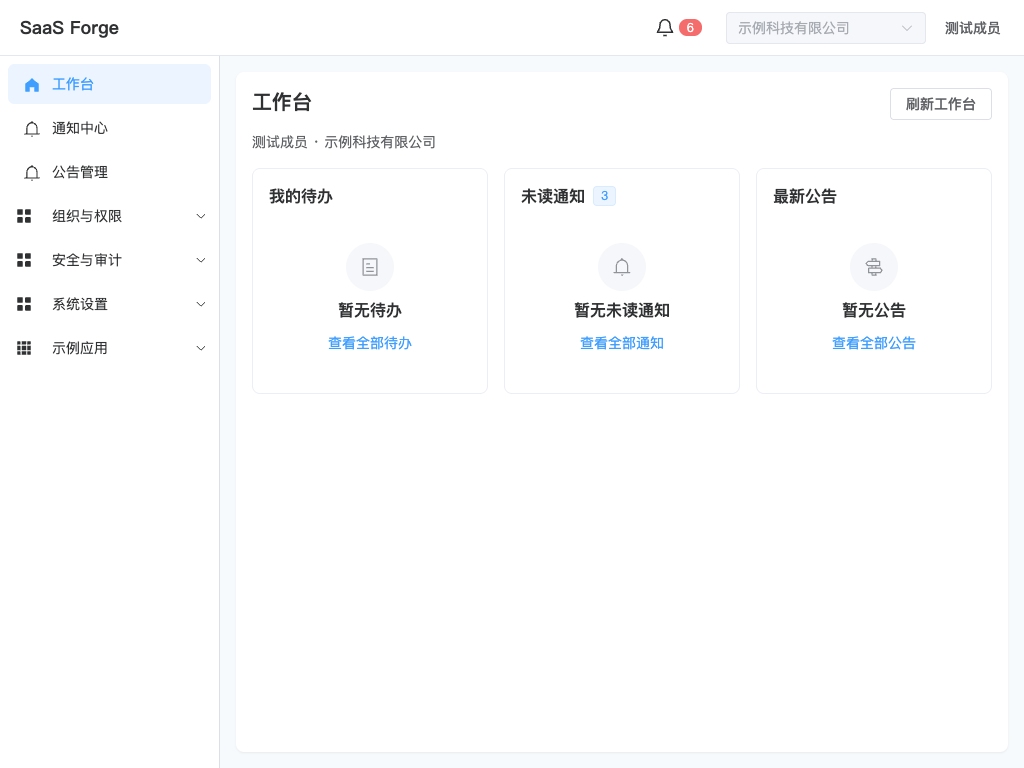 SaaS Forge
6
示例科技有限公司
测试成员
工作台
通知中心
公告管理
组织与权限
安全与审计
系统设置
示例应用
工作台
刷新工作台
测试成员 · 示例科技有限公司
我的待办
暂无待办
查看全部待办
未读通知 3
暂无未读通知
查看全部通知
最新公告
暂无公告
查看全部公告